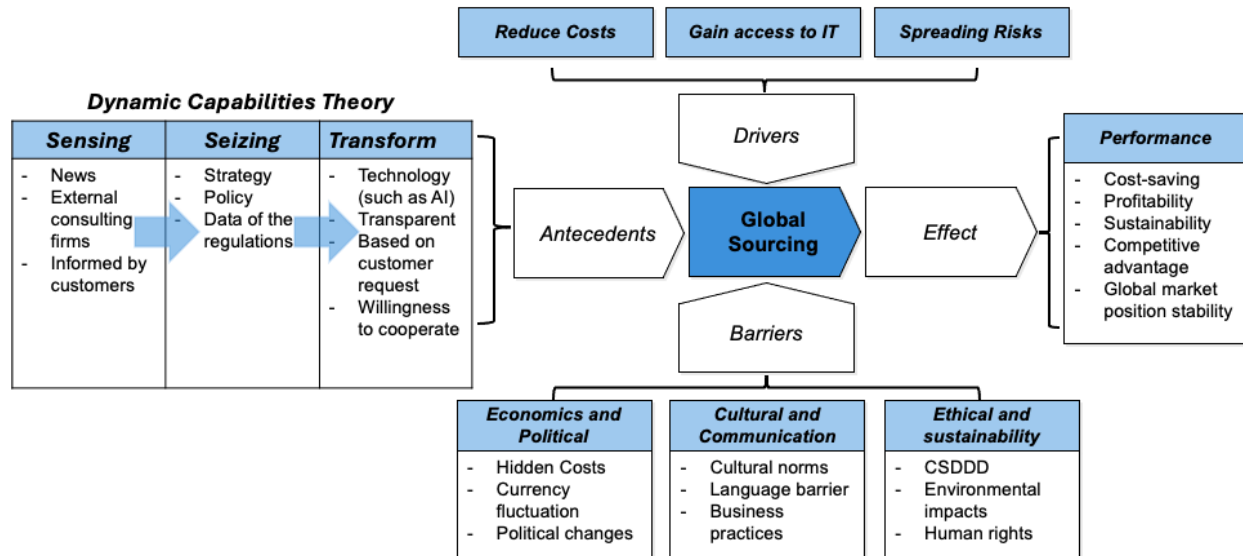 Reduce Costs
Gain access to IT
Spreading Risks
Drivers
Dynamic Capabilities Theory
Sensing
Seizing
Transform
- News
- External
consulting
firms
- Informed by
customers
- Strategy
- Policy
- Data of the
regulations
- Technology
(such as AI)
- Transparent
- Based on
customer
request
- Willingness
to cooperate
Antecedents
Global
Sourcing
Effect
Performance
- Cost-saving
- Profitability
- Sustainability
- Competitive
advantage
- Global market
position stability
Barriers
Economics and
Political
- Hidden Costs
- Currency
fluctuation
- Political changes
Cultural and
Communication
- Cultural norms
- Language barrier
- Business
practices
Ethical and
sustainability
- CSDDD
- Environmental
impacts
- Human rights